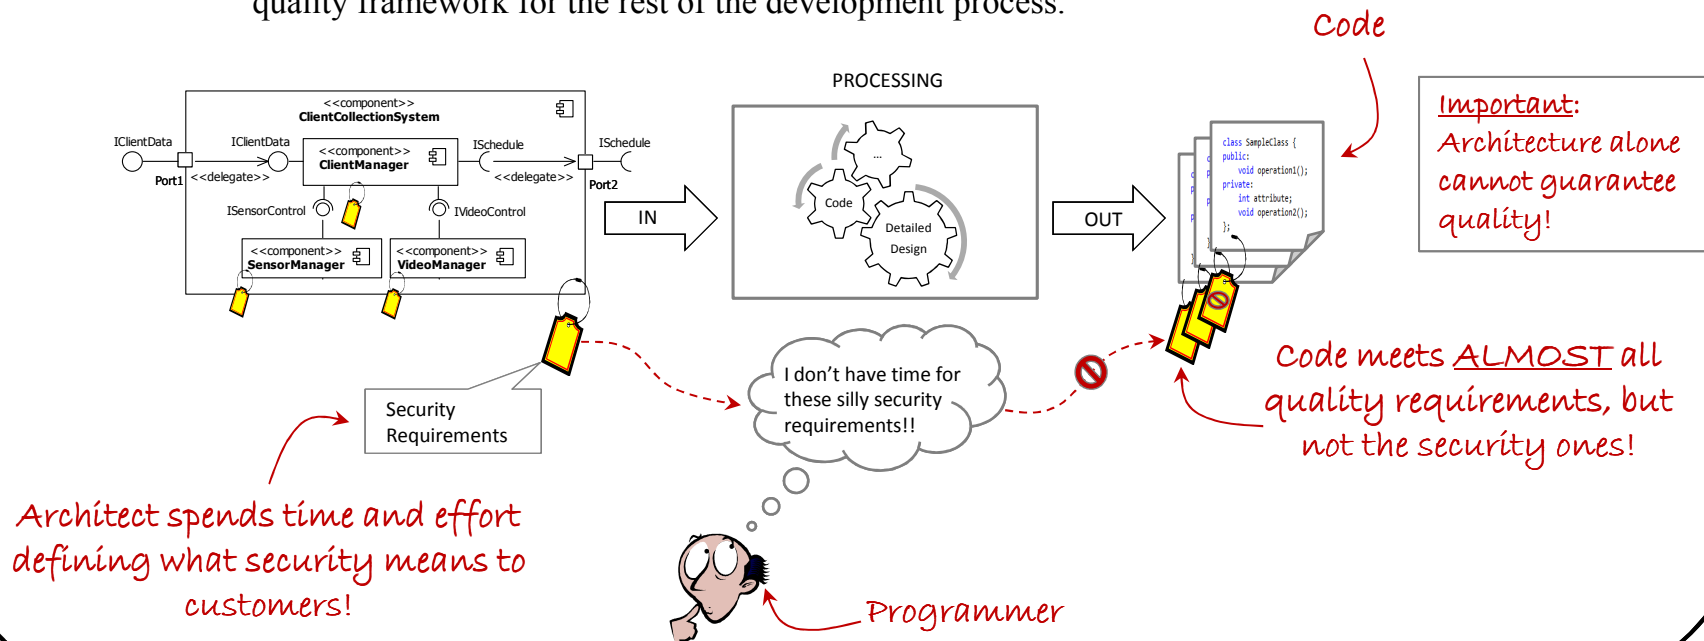 quality framework for the rest of the development process.
Code
PROCESSING
<<component>>
ClientCollectionSystem
IClientData
IClientData
<<component>>
ClientManager
ISchedule
ISchedule
Port1
<<delegate>>
<<delegate>>
Port2
ISensorControl
IVideoControl
<<component>>
SensorManager
<<component>>
VideoManager
IN
...
Code
Detailed
Design
OUT
class SampleClass {
public:
void operation1();
private:
int attribute;
void operation2();
};
Important:
Architecture alone
cannot guarantee
quality!
Security
Requirements
I don't have time for
these silly security
requirements!!
Code meets ALMOST all
quality requirements, but
not the security ones!
Architect spends time and effort
defining what security means to
customers!
Programmer